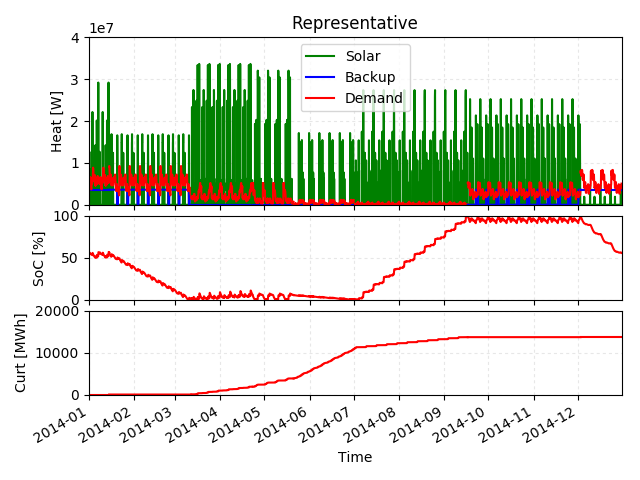 Representative
1e7
4
3
2
1
0
Heat [W]
Solar
Backup
Demand
100
50
0
SoC [%]
20000
10000
0
Curt [MWh]
2014-01
2014-02
2014-03
2014-04
2014-05
2014-06
2014-07
2014-08
2014-09
2014-10
2014-11
2014-12
Time